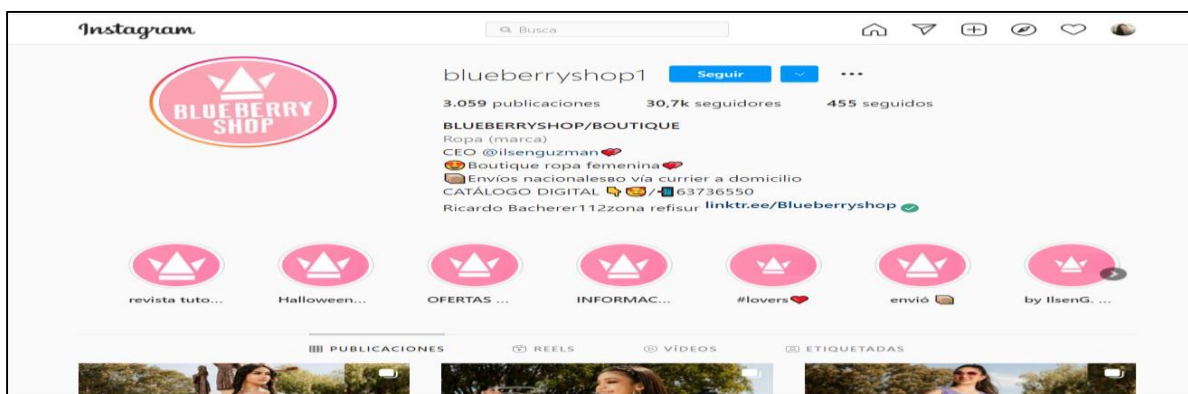 Instagram
Busca
BLUEBERRY
SHOP
blueberryshop1 Seguir
3.059 publicaciones 30,7k seguidores 455 seguidos
BLUEBERRYSHOP/BOUTIQUE
Ropa (marca)
CEO @ilsenguzman💕
😍Boutique ropa femenina💕
📦Envíos nacionalesʙᴏ vía currier a domicilio
CATÁLOGO DIGITAL 👇😍/📲63736550
Ricardo Bacherer112zona refisur linktr.ee/Blueberryshop
revista tuto... Halloween... OFERTAS ... INFORMAC... #lovers❤ envió 📦 by IlsenG. ...
PUBLICACIONES REELS VÍDEOS ETIQUETADAS